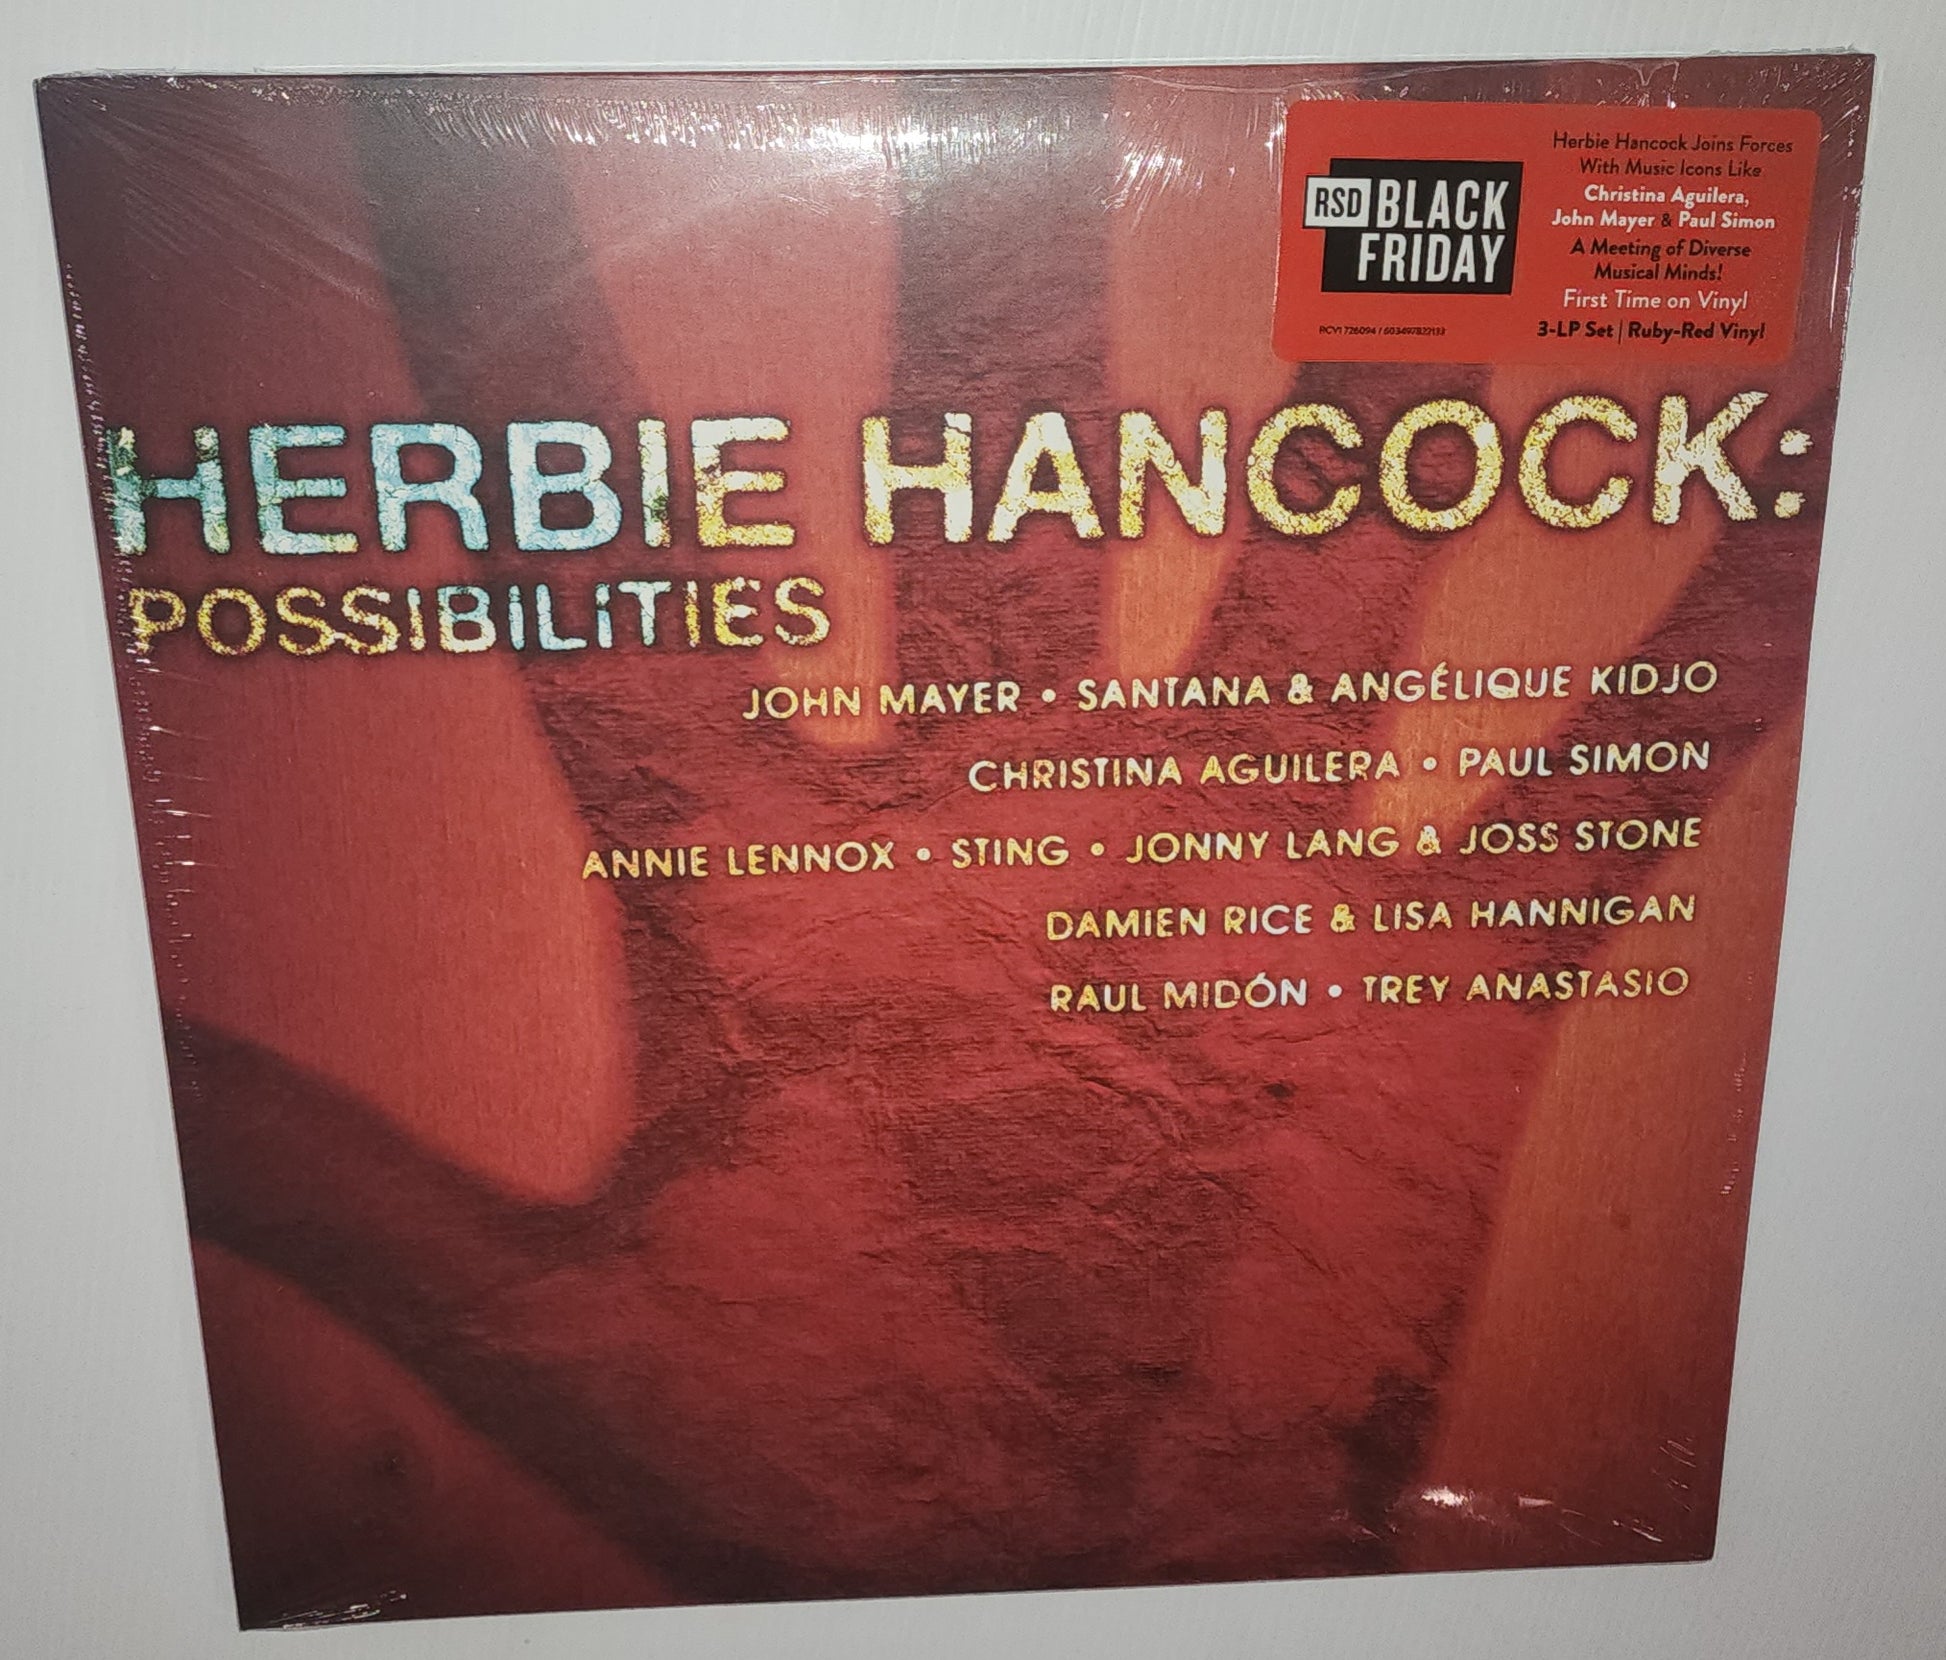 RSD BLACK
FRIDAY
RCV1 726094 / 603497822133
Herbie Hancock Joins Forces
With Music Icons Like
Christina Aguilera,
John Mayer & Paul Simon
A Meeting of Diverse
Musical Minds!
First Time on Vinyl
3-LP Set | Ruby-Red Vinyl
HERBIE HANCOCK:
POSSIBILITIES
JOHN MAYER • SANTANA & ANGÉLIQUE KIDJO
CHRISTINA AGUILERA • PAUL SIMON
ANNIE LENNOX • STING • JONNY LANG & JOSS STONE
DAMIEN RICE & LISA HANNIGAN
RAUL MIDÓN • TREY ANASTASIO